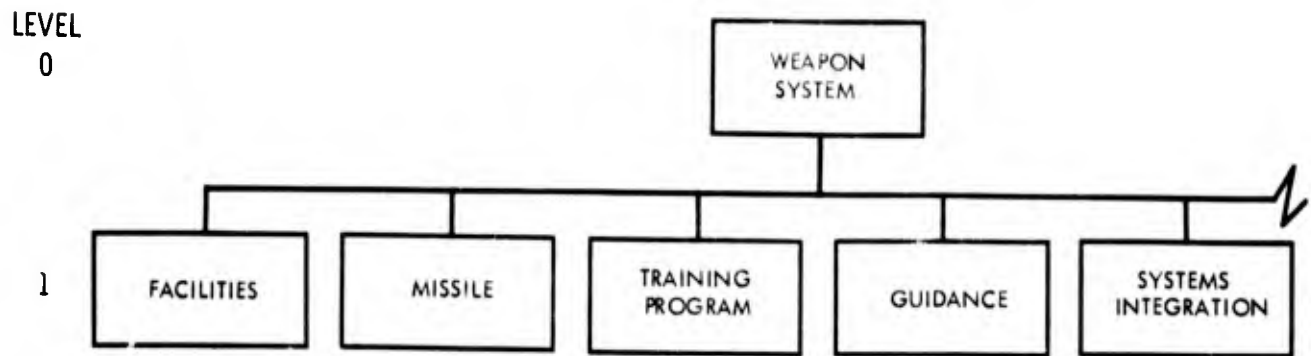 LEVEL
0
WEAPON
SYSTEM
1
FACILITIES
MISSILE
TRAINING
PROGRAM
GUIDANCE
SYSTEMS
INTEGRATION